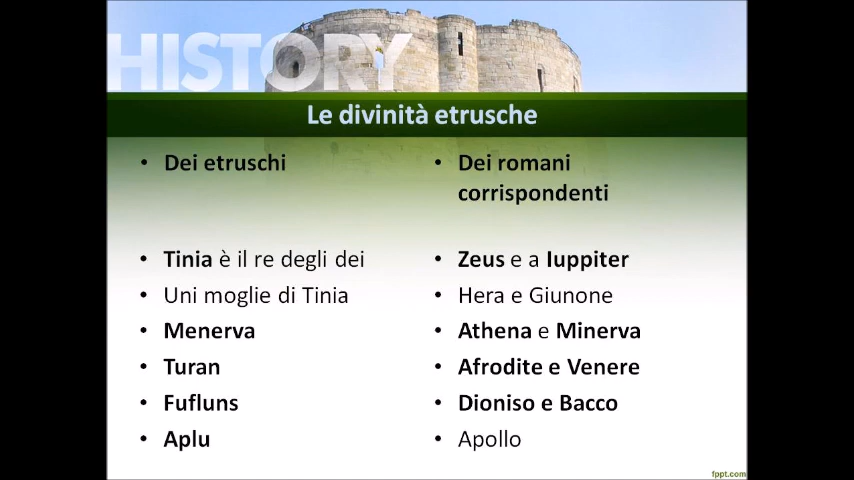 HISTORY
Le divinità etrusche
• Dei etruschi
• Tinia è il re degli dei
• Uni moglie di Tinia
• Menerva
• Turan
• Fufluns
• Aplu
• Dei romani
corrispondenti
• Zeus e a Iuppiter
• Hera e Giunone
• Athena e Minerva
• Afrodite e Venere
• Dioniso e Bacco
• Apollo
fppt.com